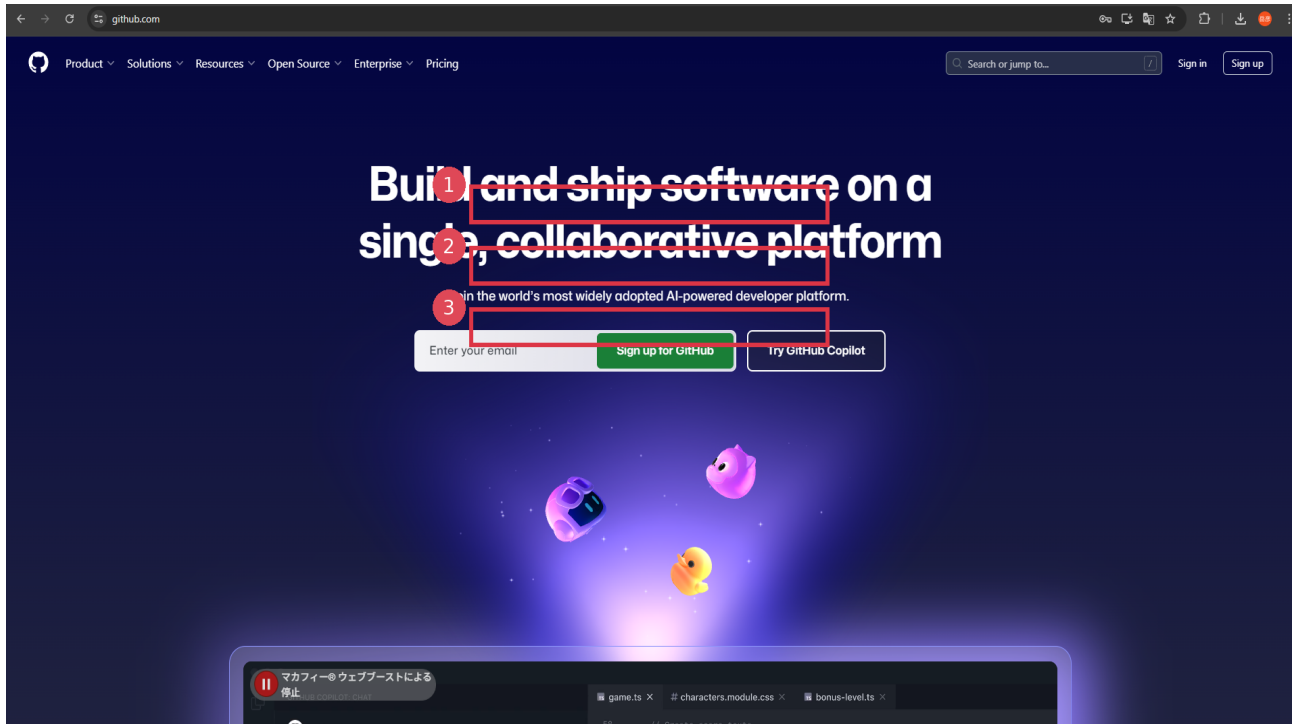 github.com
Product Solutions Resources Open Source Enterprise Pricing
Search or jump to...
/
Sign in
Sign up
Build and ship software on a
single, collaborative platform
1
2
3
the world's most widely adopted AI-powered developer platform.
Enter your email
Sign up for GitHub
Try GitHub Copilot
マカフィー® ウェブブーストによる
停止
COPILOT: CHAT
game.ts
# characters.module.css
bonus-level.ts